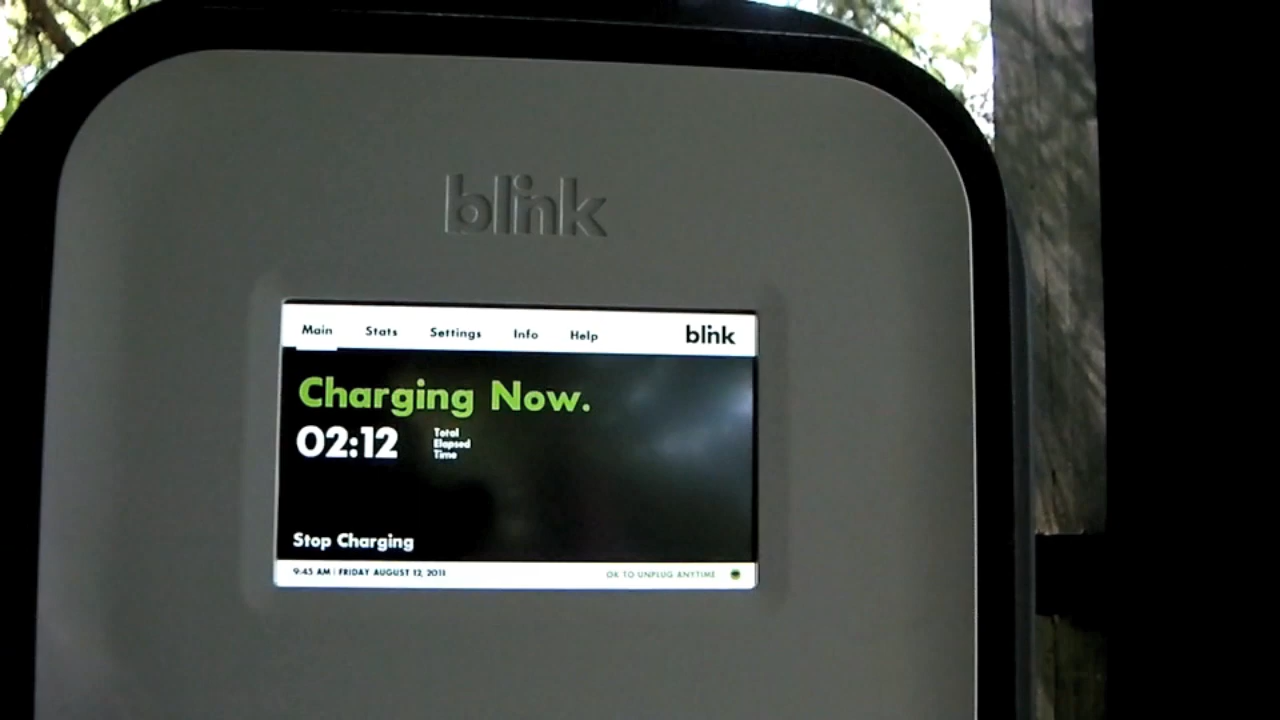 blink
Main Stats Settings Info Help blink
Charging Now.
02:12
Total
Elapsed
Time
Stop Charging
9:45 AM | FRIDAY AUGUST 12, 2011 OK TO UNPLUG ANYTIME